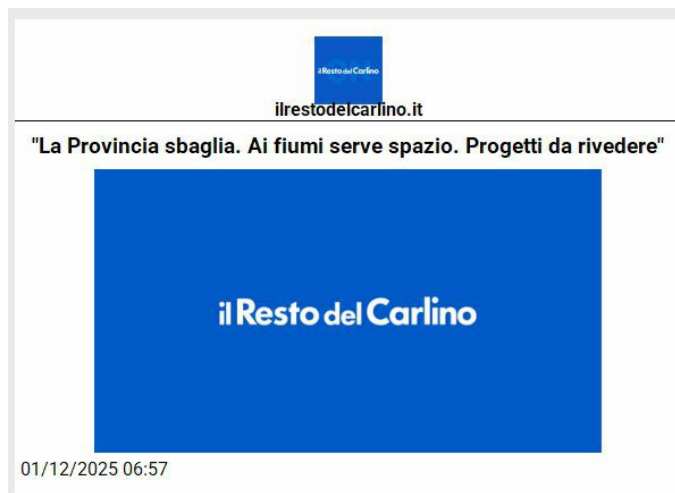 il Resto del Carlino
ilrestodelcarlino.it
"La Provincia sbaglia. Ai fiumi serve spazio. Progetti da rivedere"
il Resto del Carlino
01/12/2025 06:57